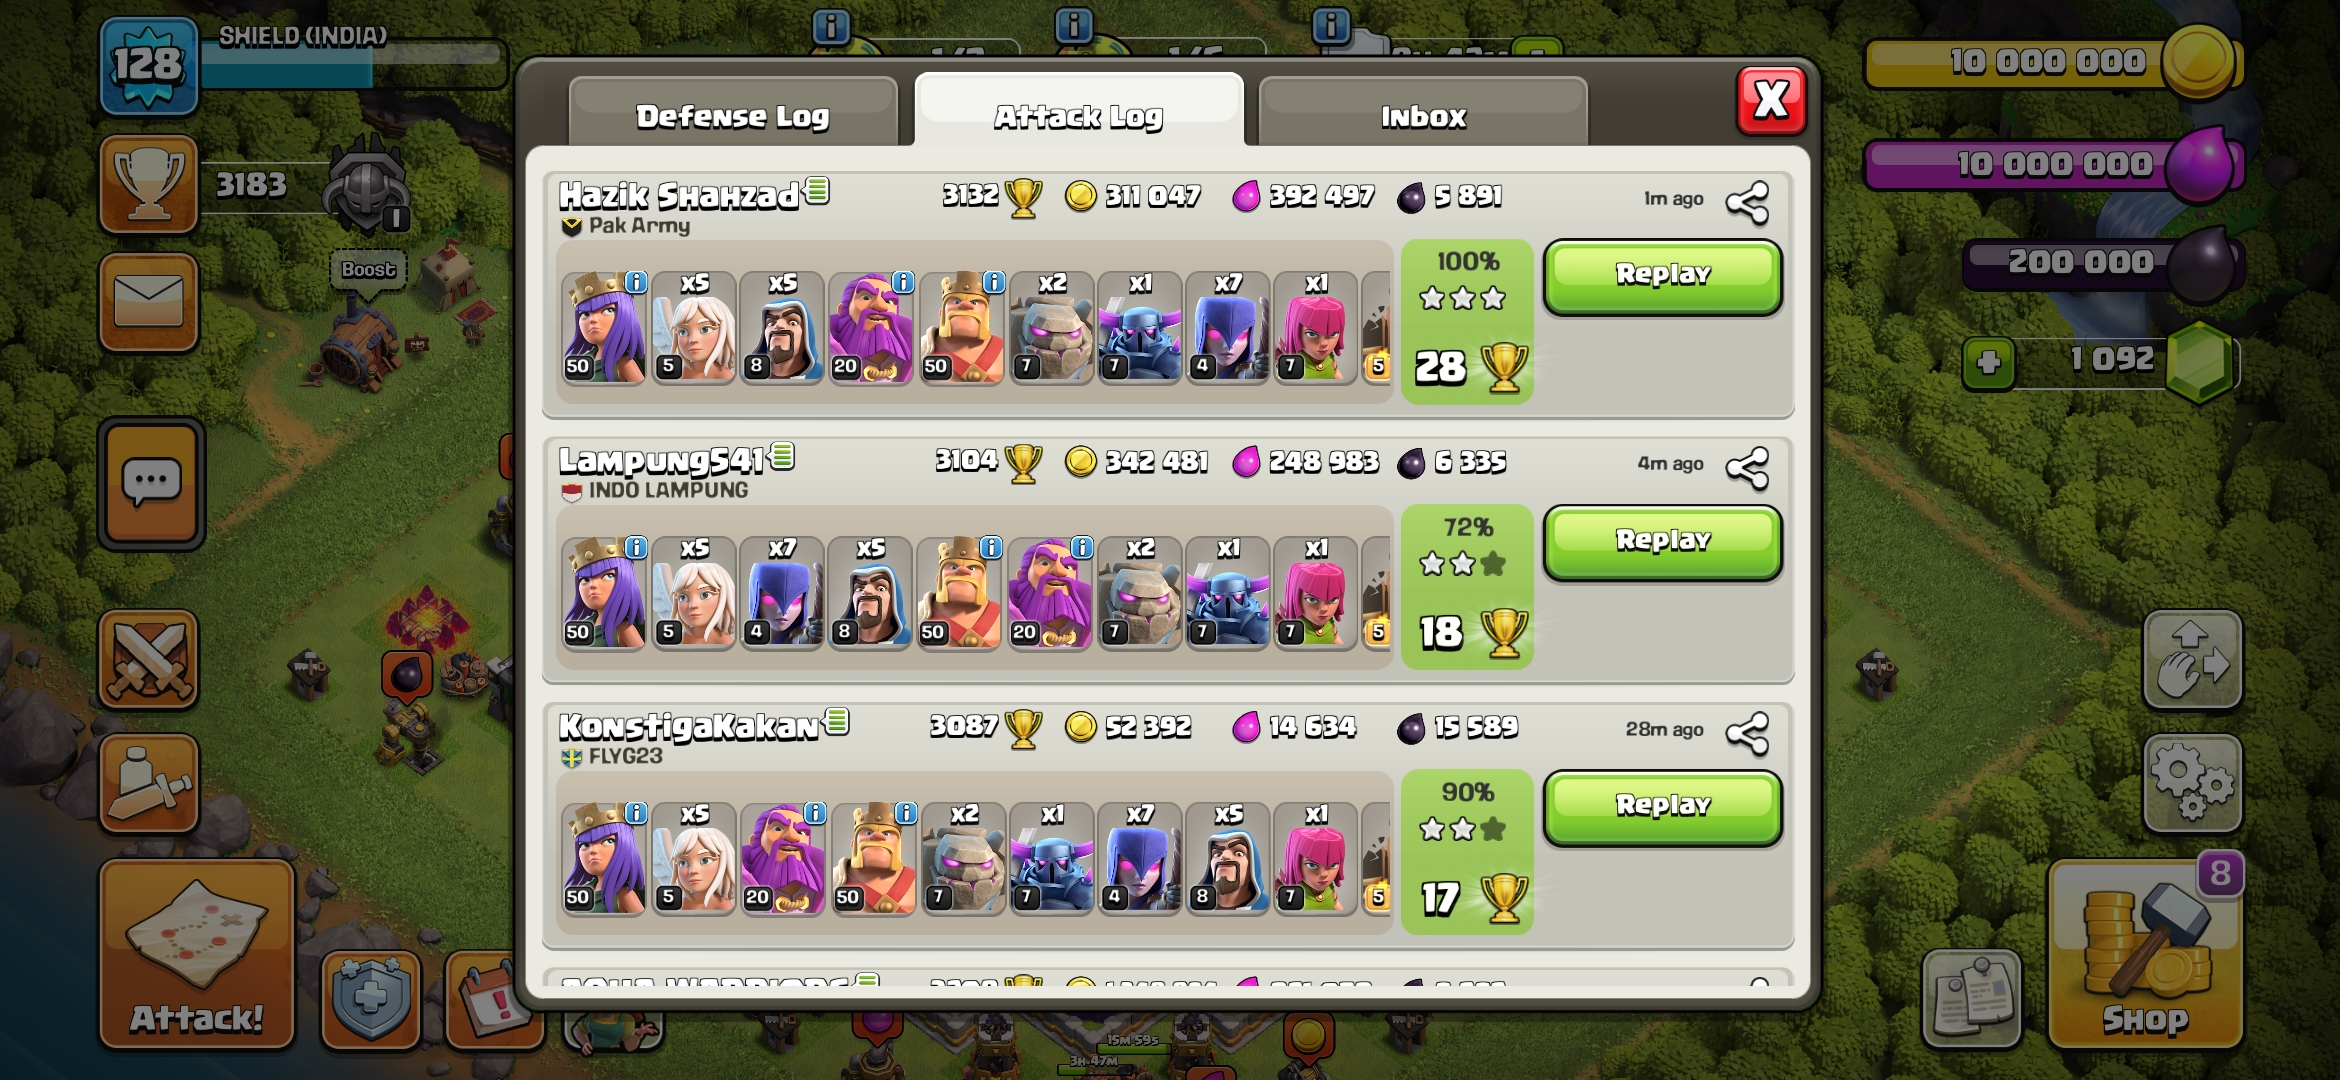 128
SHIELD (INDIA)
10 000 000
Defense Log
Attack Log
Inbox
X
3183
I
10 000 000
Boost
200 000
1 092
Hazik Shahzad
3132
311 047
392 497
5 891
1m ago
Pak Army
x5 x5 x2 x1 x7 x1
50 5 8 20 50 7 7 4 7 5
100%
28
Replay
Lampung541
3104
342 481
248 983
6 335
4m ago
INDO LAMPUNG
x5 x7 x5 x2 x1 x1
50 5 4 8 50 20 7 7 7 5
72%
18
Replay
KonstigaKakan
3087
52 392
14 634
15 589
28m ago
FLYG23
x5 x2 x1 x7 x5 x1
50 5 20 50 7 7 4 8 7 5
90%
17
Replay
8
Attack!
Shop
15M 59S
3H 47M